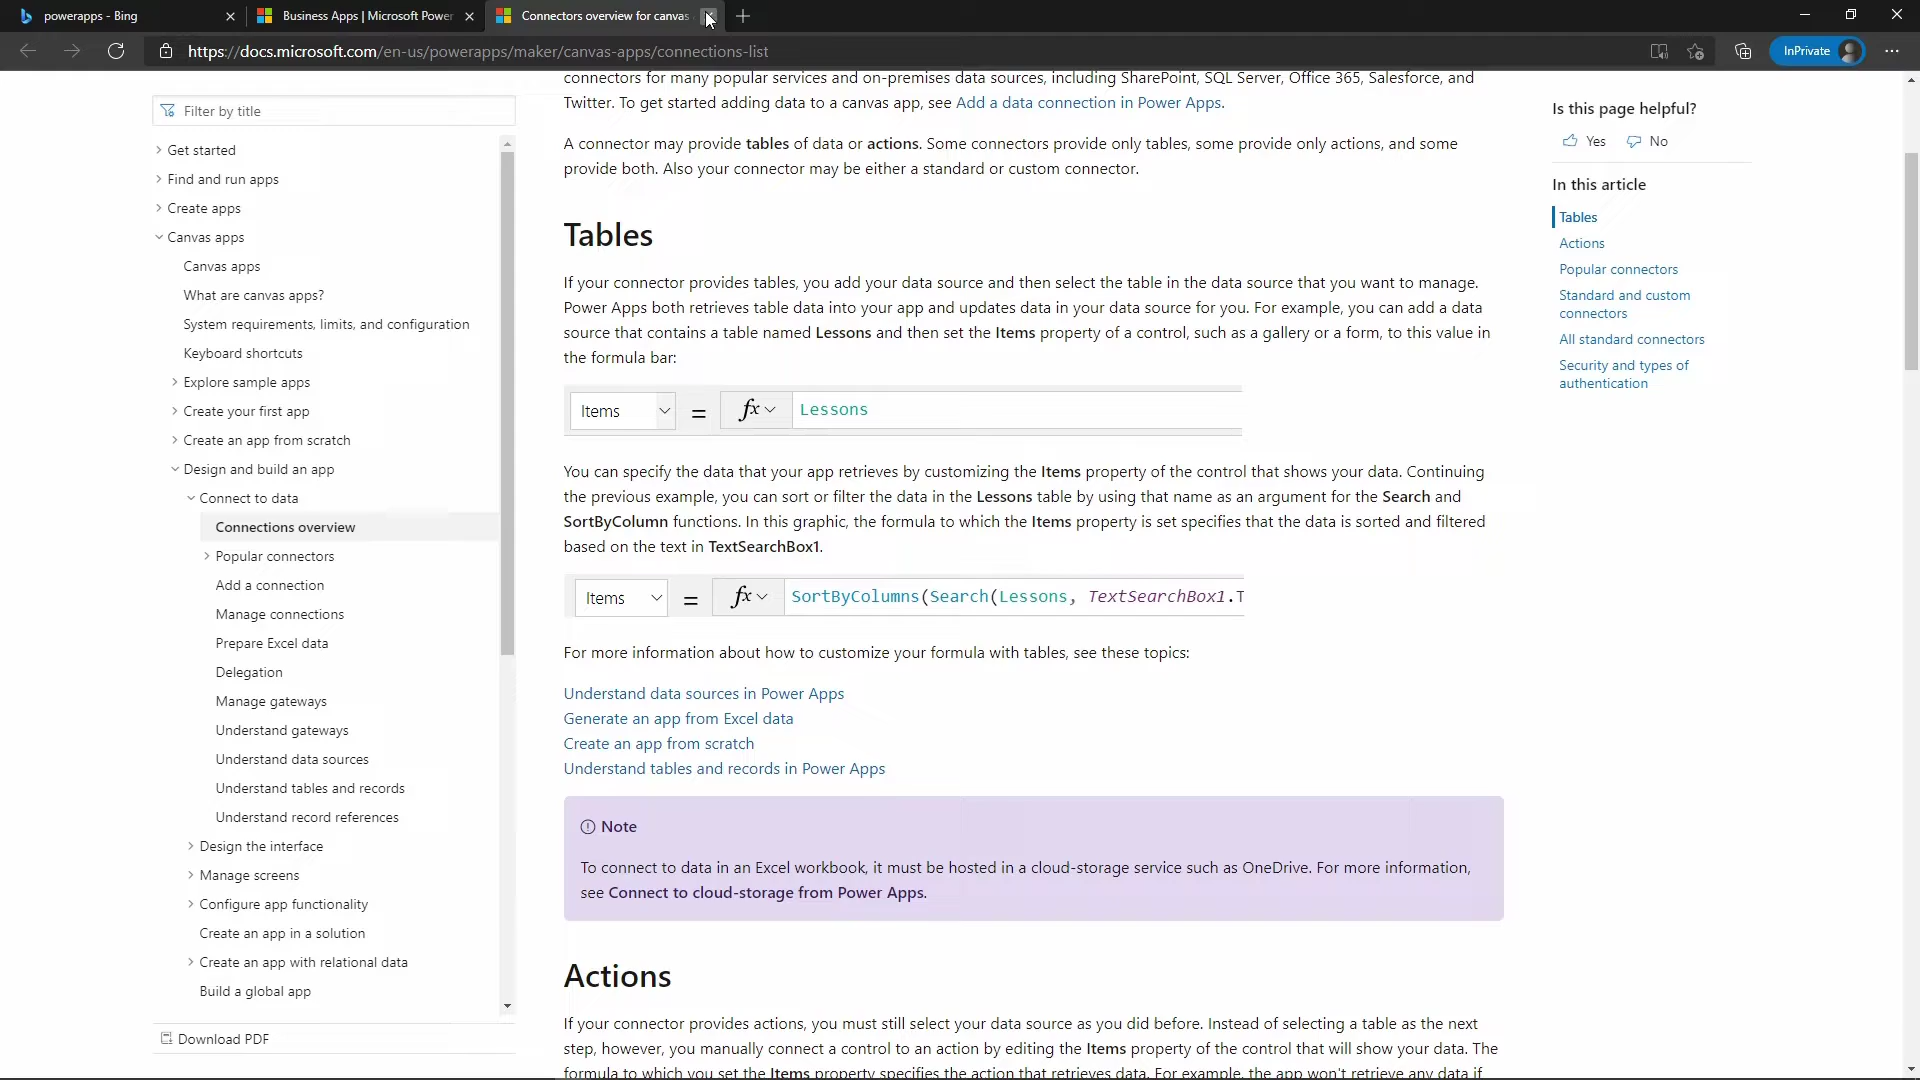 powerapps - Bing
Business Apps | Microsoft Power
Connectors overview for canvas
https://docs.microsoft.com/en-us/powerapps/maker/canvas-apps/connections-list
InPrivate
Filter by title
Get started
Find and run apps
Create apps
Canvas apps
Canvas apps
What are canvas apps?
System requirements, limits, and configuration
Keyboard shortcuts
Explore sample apps
Create your first app
Create an app from scratch
Design and build an app
Connect to data
Connections overview
Popular connectors
Add a connection
Manage connections
Prepare Excel data
Delegation
Manage gateways
Understand gateways
Understand data sources
Understand tables and records
Understand record references
Design the interface
Manage screens
Configure app functionality
Create an app in a solution
Create an app with relational data
Build a global app
Download PDF
connectors for many popular services and on-premises data sources, including SharePoint, SQL Server, Office 365, Salesforce, and
Twitter. To get started adding data to a canvas app, see Add a data connection in Power Apps.
A connector may provide tables of data or actions. Some connectors provide only tables, some provide only actions, and some
provide both. Also your connector may be either a standard or custom connector.
Tables
If your connector provides tables, you add your data source and then select the table in the data source that you want to manage.
Power Apps both retrieves table data into your app and updates data in your data source for you. For example, you can add a data
source that contains a table named Lessons and then set the Items property of a control, such as a gallery or a form, to this value in
the formula bar:
Items = fx Lessons
You can specify the data that your app retrieves by customizing the Items property of the control that shows your data. Continuing
the previous example, you can sort or filter the data in the Lessons table by using that name as an argument for the Search and
SortByColumn functions. In this graphic, the formula to which the Items property is set specifies that the data is sorted and filtered
based on the text in TextSearchBox1.
Items = fx SortByColumns(Search(Lessons, TextSearchBox1.T
For more information about how to customize your formula with tables, see these topics:
Understand data sources in Power Apps
Generate an app from Excel data
Create an app from scratch
Understand tables and records in Power Apps
Note
To connect to data in an Excel workbook, it must be hosted in a cloud-storage service such as OneDrive. For more information,
see Connect to cloud-storage from Power Apps.
Actions
If your connector provides actions, you must still select your data source as you did before. Instead of selecting a table as the next
step, however, you manually connect a control to an action by editing the Items property of the control that will show your data. The
formula to which you set the Items property specifies the action that retrieves data. For example, the app won't retrieve any data if
Is this page helpful?
Yes No
In this article
Tables
Actions
Popular connectors
Standard and custom
connectors
All standard connectors
Security and types of
authentication